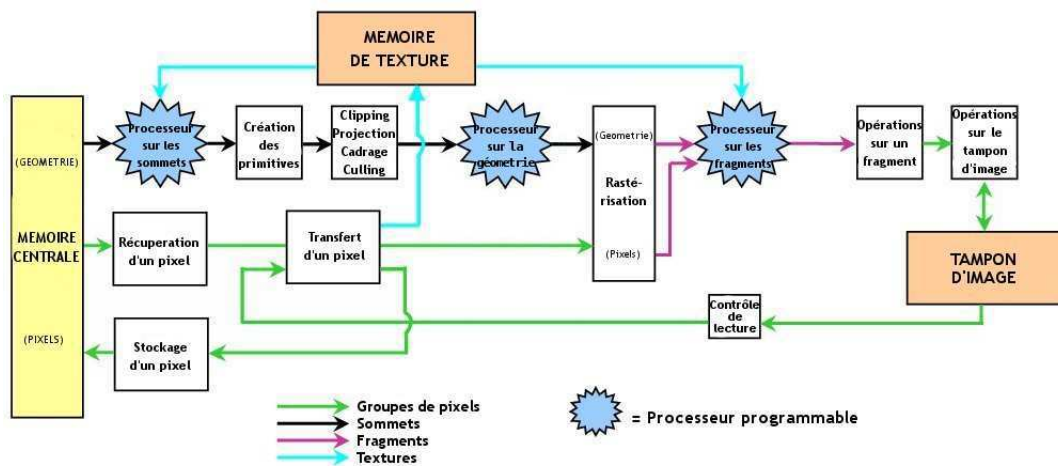 MEMOIRE
DE TEXTURE
(GEOMETRIE)
MEMOIRE
CENTRALE
(PIXELS)
Processeur
sur les
sommets
Création
des
primitives
Clipping
Projection
Cadrage
Culling
Processeur
sur la
géometrie
(Geometrie)
Rasté-
risation
(Pixels)
Processeur
sur les
fragments
Opérations
sur un
fragment
Opérations
sur le
tampon
d'image
Récuperation
d'un pixel
Transfert
d'un pixel
TAMPON
D'IMAGE
Contrôle
de
lecture
Stockage
d'un pixel
Groupes de pixels
Sommets
Fragments
Textures
= Processeur programmable